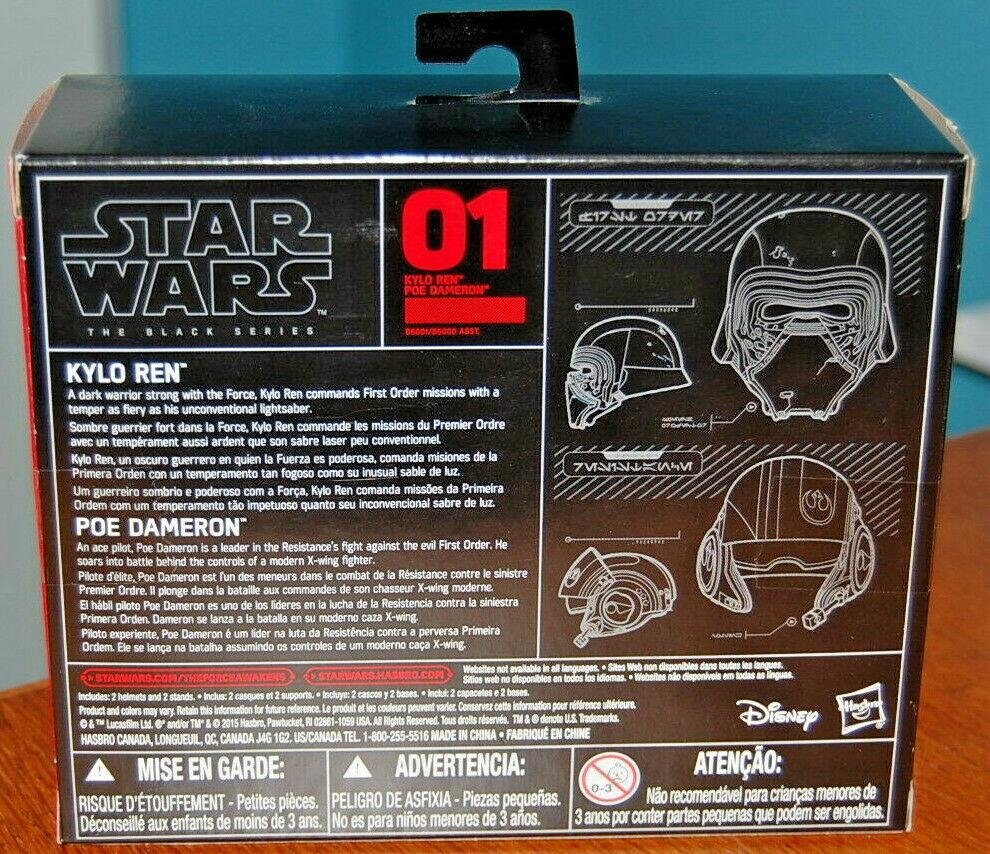 STAR
WARS™
THE BLACK SERIES
01
KYLO REN™
POE DAMERON™
KYLO REN™
A dark warrior strong with the Force, Kylo Ren commands First Order missions with a
temper as fiery as his unconventional lightsaber.
Sombre guerrier fort dans la Force, Kylo Ren commande les missions du Premier Ordre
avec un tempérament aussi ardent que son sabre laser peu conventionnel.
Kylo Ren, un oscuro guerrero en quien la Fuerza es poderosa, comanda misiones de la
Primera Orden con un temperamento tan fogoso como su inusual sable de luz.
Um guerreiro sombrio e poderoso com a Força, Kylo Ren comanda missões da Primeira
Ordem com um temperamento tão impetuoso quanto seu inconvencional sabre de luz.
POE DAMERON™
An ace pilot, Poe Dameron is a leader in the Resistance's fight against the evil First Order. He
soars into battle behind the controls of a modern X-wing fighter.
Pilote d'élite, Poe Dameron est l'un des meneurs dans le combat de la Résistance contre le sinistre
Premier Ordre. Il plonge dans la bataille aux commandes de son chasseur X-wing moderne.
El hábil piloto Poe Dameron es uno de los líderes en la lucha de la Resistencia contra la siniestra
Primera Orden. Dameron se lanza a la batalla en su moderno caza X-wing.
Piloto experiente, Poe Dameron é um líder na luta da Resistência contra a perversa Primeira
Ordem. Ele se lança na batalha assumindo os controles de um moderno caça X-wing.
STARWARS.COM/THEFORCEAWAKENS
STARWARS.HASBRO.COM
Websites not available in all languages. • Sites Web non disponibles dans toutes les langues.
Sitios web no disponibles en todos los idiomas. • Websites não disponíveis em todas as línguas.
Includes: 2 helmets and 2 stands. • Inclus: 2 casques et 2 supports. • Incluye: 2 cascos y 2 bases. • Inclui: 2 capacetes e 2 bases.
Product and colors may vary. Retain this information for future reference. Le produit et les couleurs peuvent varier. Conservez cette information pour référence ultérieure.
© & ™ Lucasfilm Ltd. ®* and/or TM* & © 2015 Hasbro, Pawtucket, RI 02861-1059 USA. All Rights Reserved. Tous droits réservés. TM & ® denote U.S. Trademarks.
HASBRO CANADA, LONGUEUIL, QC, CANADA J4G 1G2. US/CANADA TEL. 1-800-255-5516 MADE IN CHINA • FABRIQUÉ EN CHINE
Disney
Hasbro
MISE EN GARDE:
RISQUE D'ÉTOUFFEMENT - Petites pièces.
Déconseillé aux enfants de moins de 3 ans.
ADVERTENCIA:
PELIGRO DE ASFIXIA - Piezas pequeñas.
No es para niños menores de 3 años.
0-3
ATENÇÃO:
Não recomendável para crianças menores de
3 anos por conter partes pequenas que podem ser engolidas.